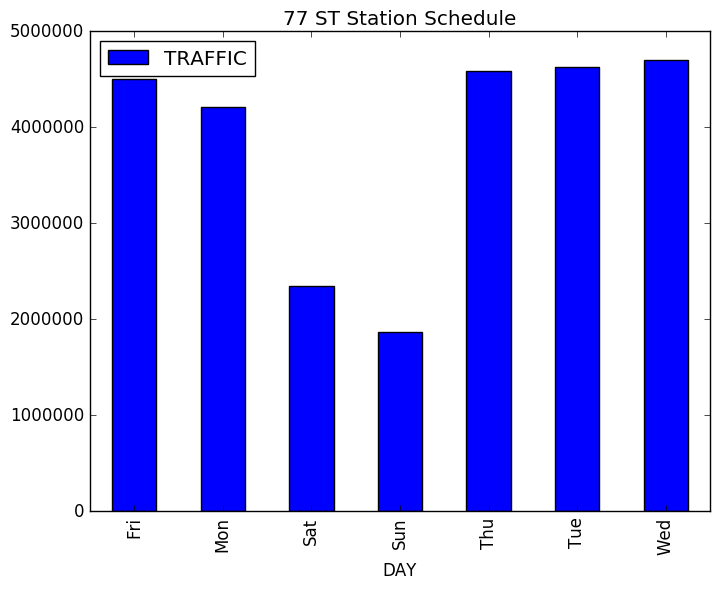 77 ST Station Schedule
TRAFFIC
5000000
4000000
3000000
2000000
1000000
0
Fri
Mon
Sat
Sun
Thu
Tue
Wed
DAY